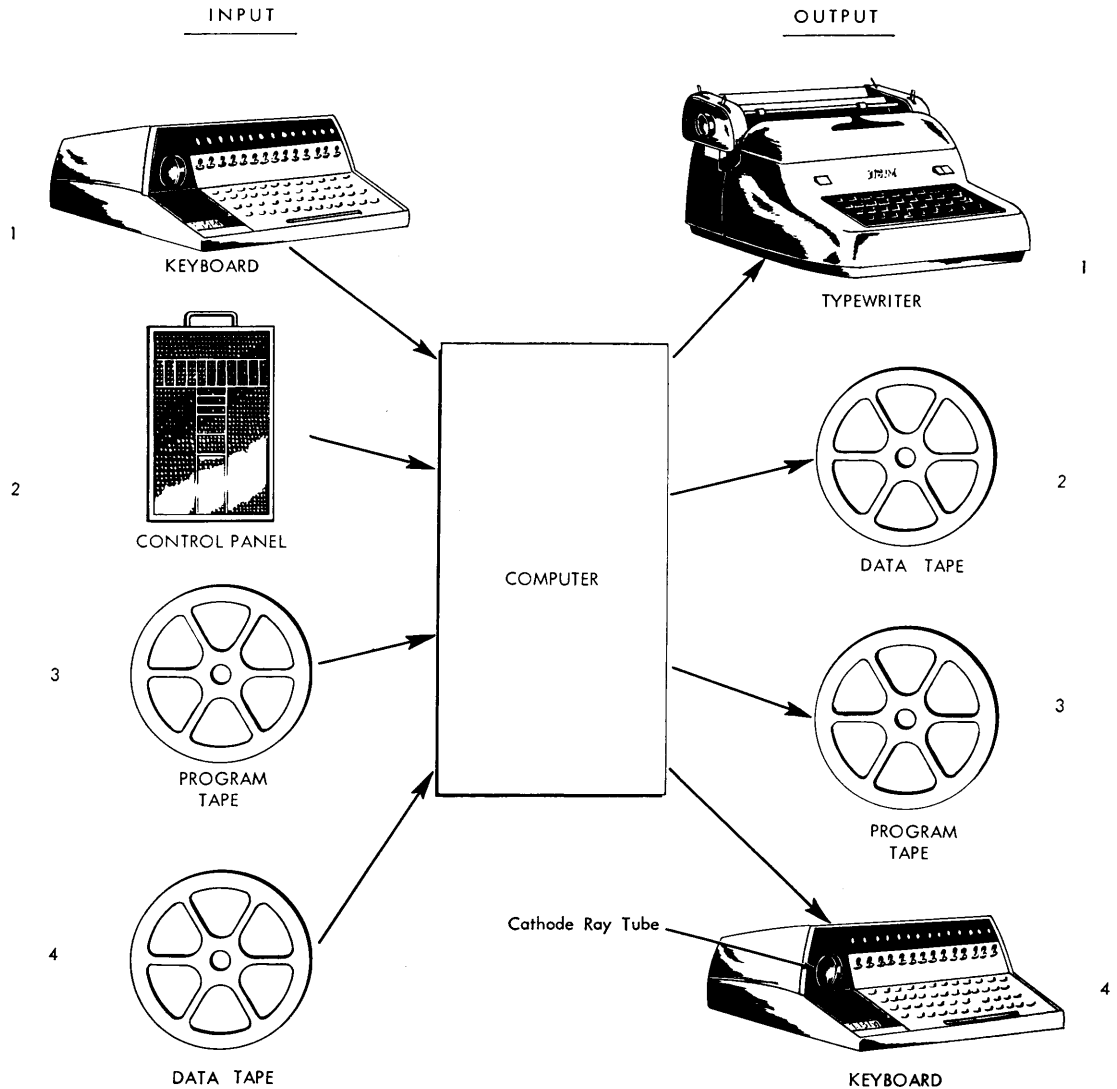 INPUT
OUTPUT
1
KEYBOARD
TYPEWRITER
1
2
CONTROL PANEL
COMPUTER
2
DATA TAPE
3
PROGRAM
TAPE
3
PROGRAM
TAPE
4
DATA TAPE
Cathode Ray Tube
4
KEYBOARD